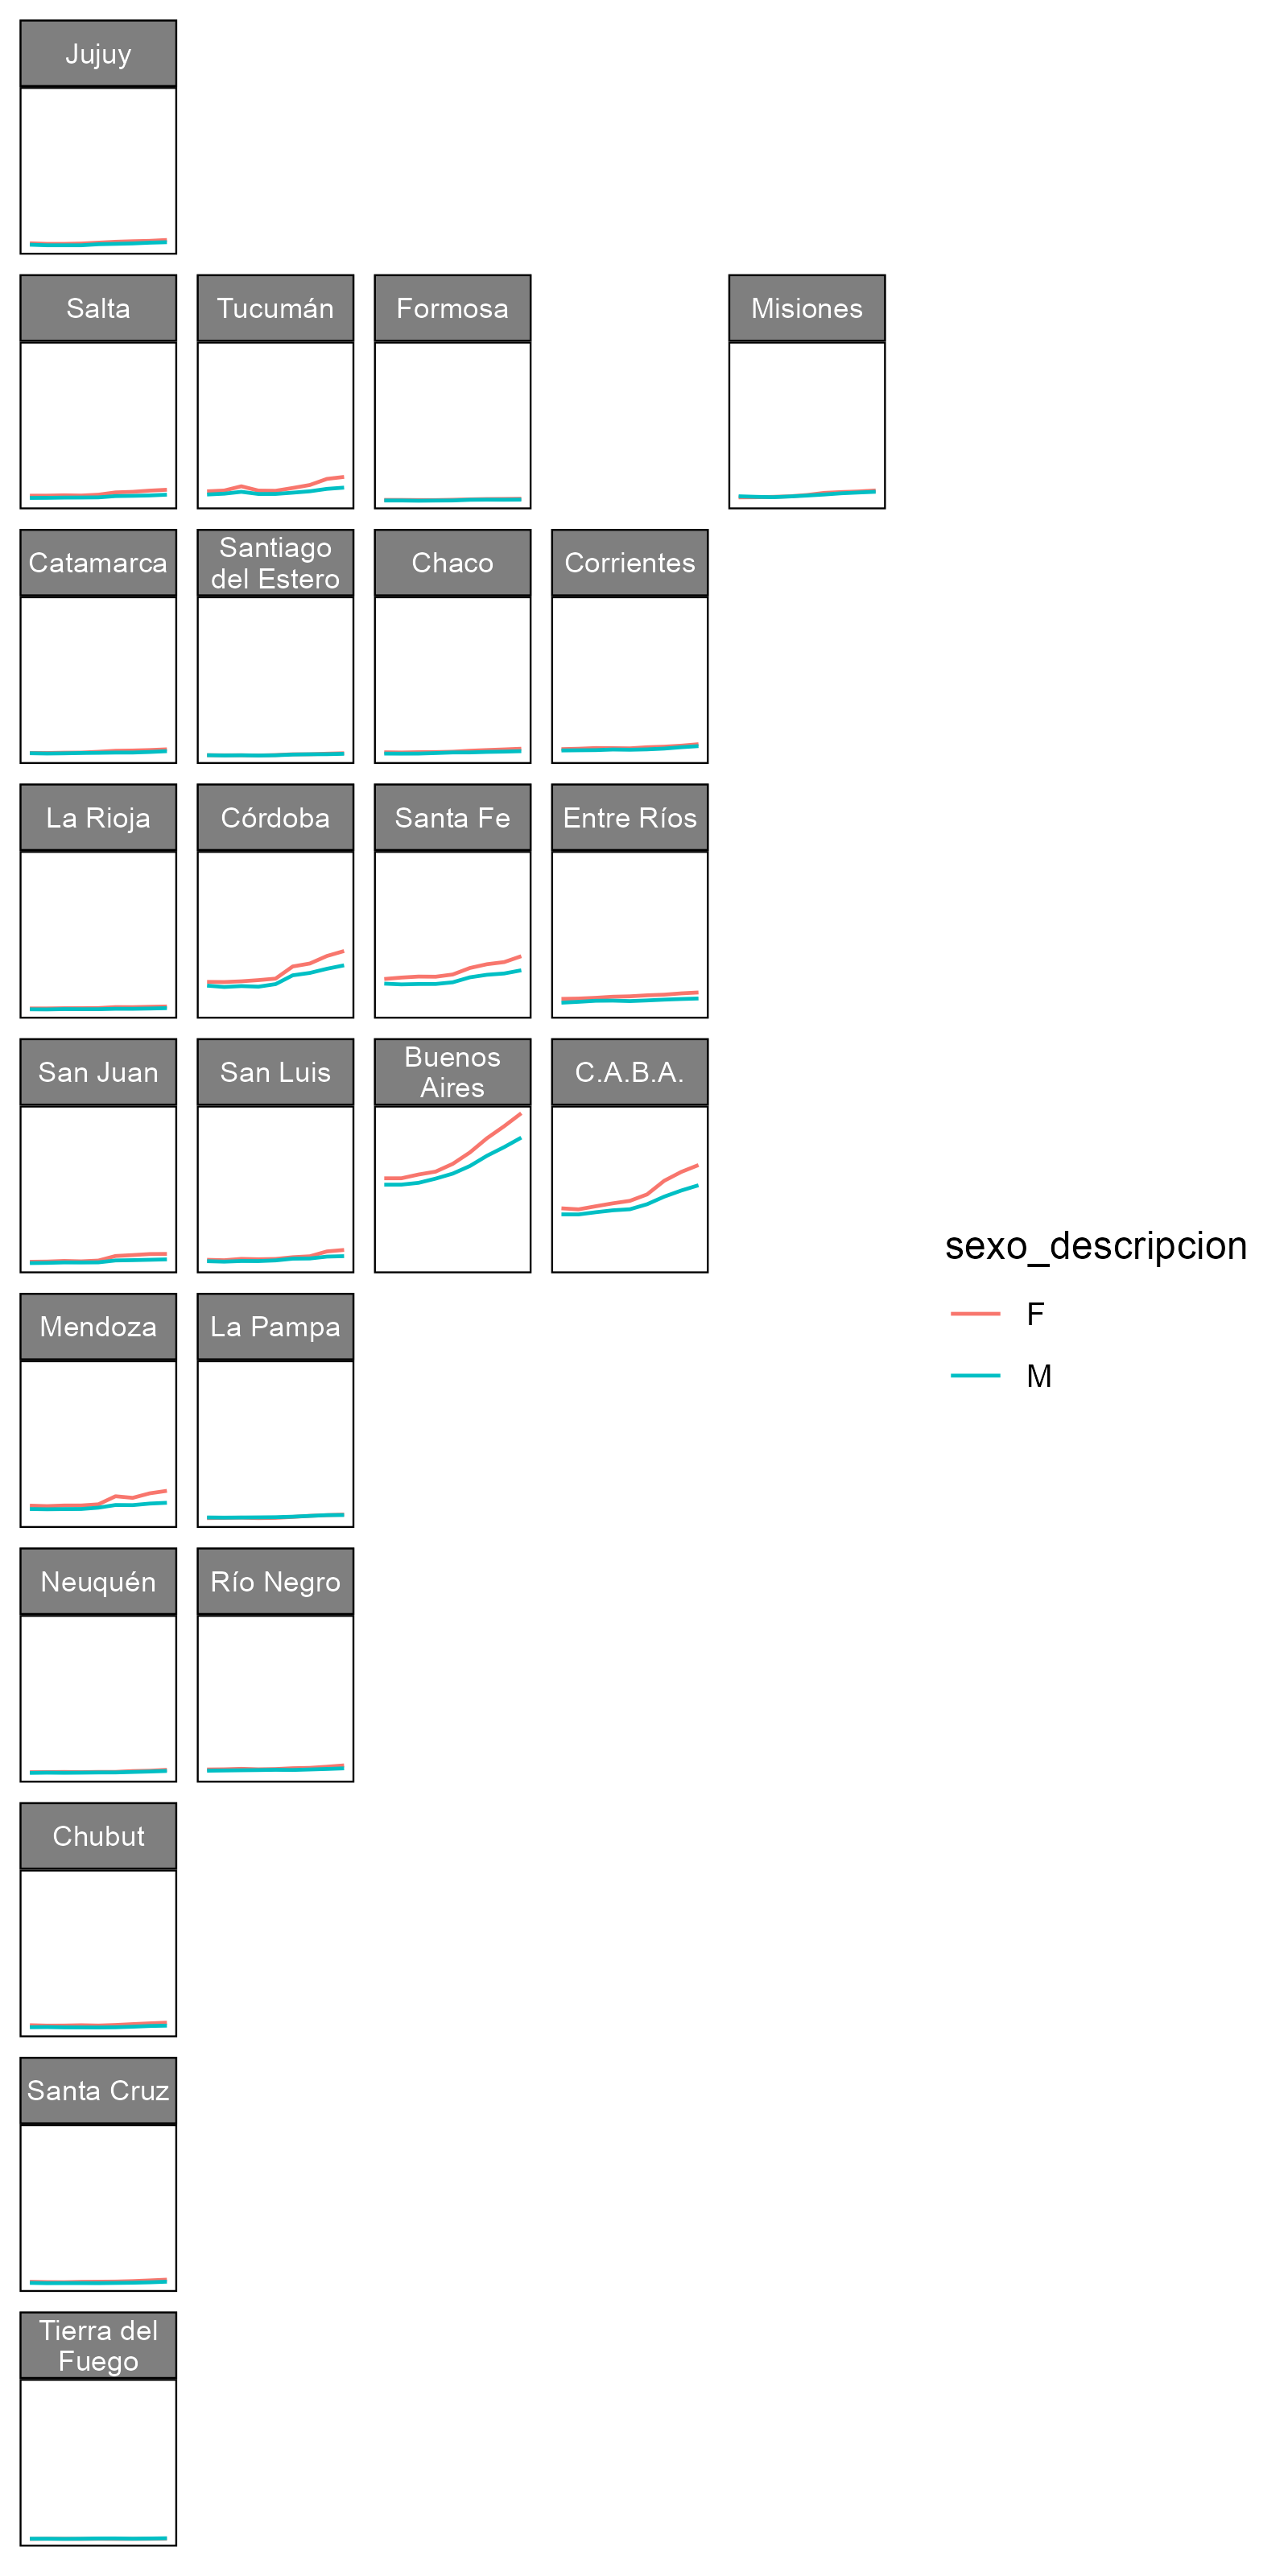 Jujuy
Salta
Tucumán
Formosa
Misiones
Catamarca
Santiago
del Estero
Chaco
Corrientes
La Rioja
Córdoba
Santa Fe
Entre Ríos
San Juan
San Luis
Buenos
Aires
C.A.B.A.
sexo_descripcion
F
M
Mendoza
La Pampa
Neuquén
Río Negro
Chubut
Santa Cruz
Tierra del
Fuego